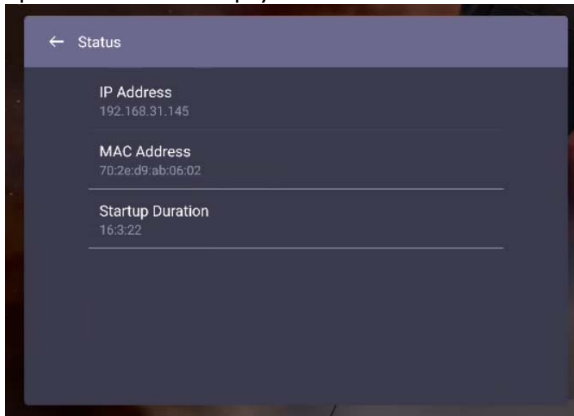 ← Status
IP Address
192.168.31.145
MAC Address
70:2e:d9:ab:06:02
Startup Duration
16:3:22